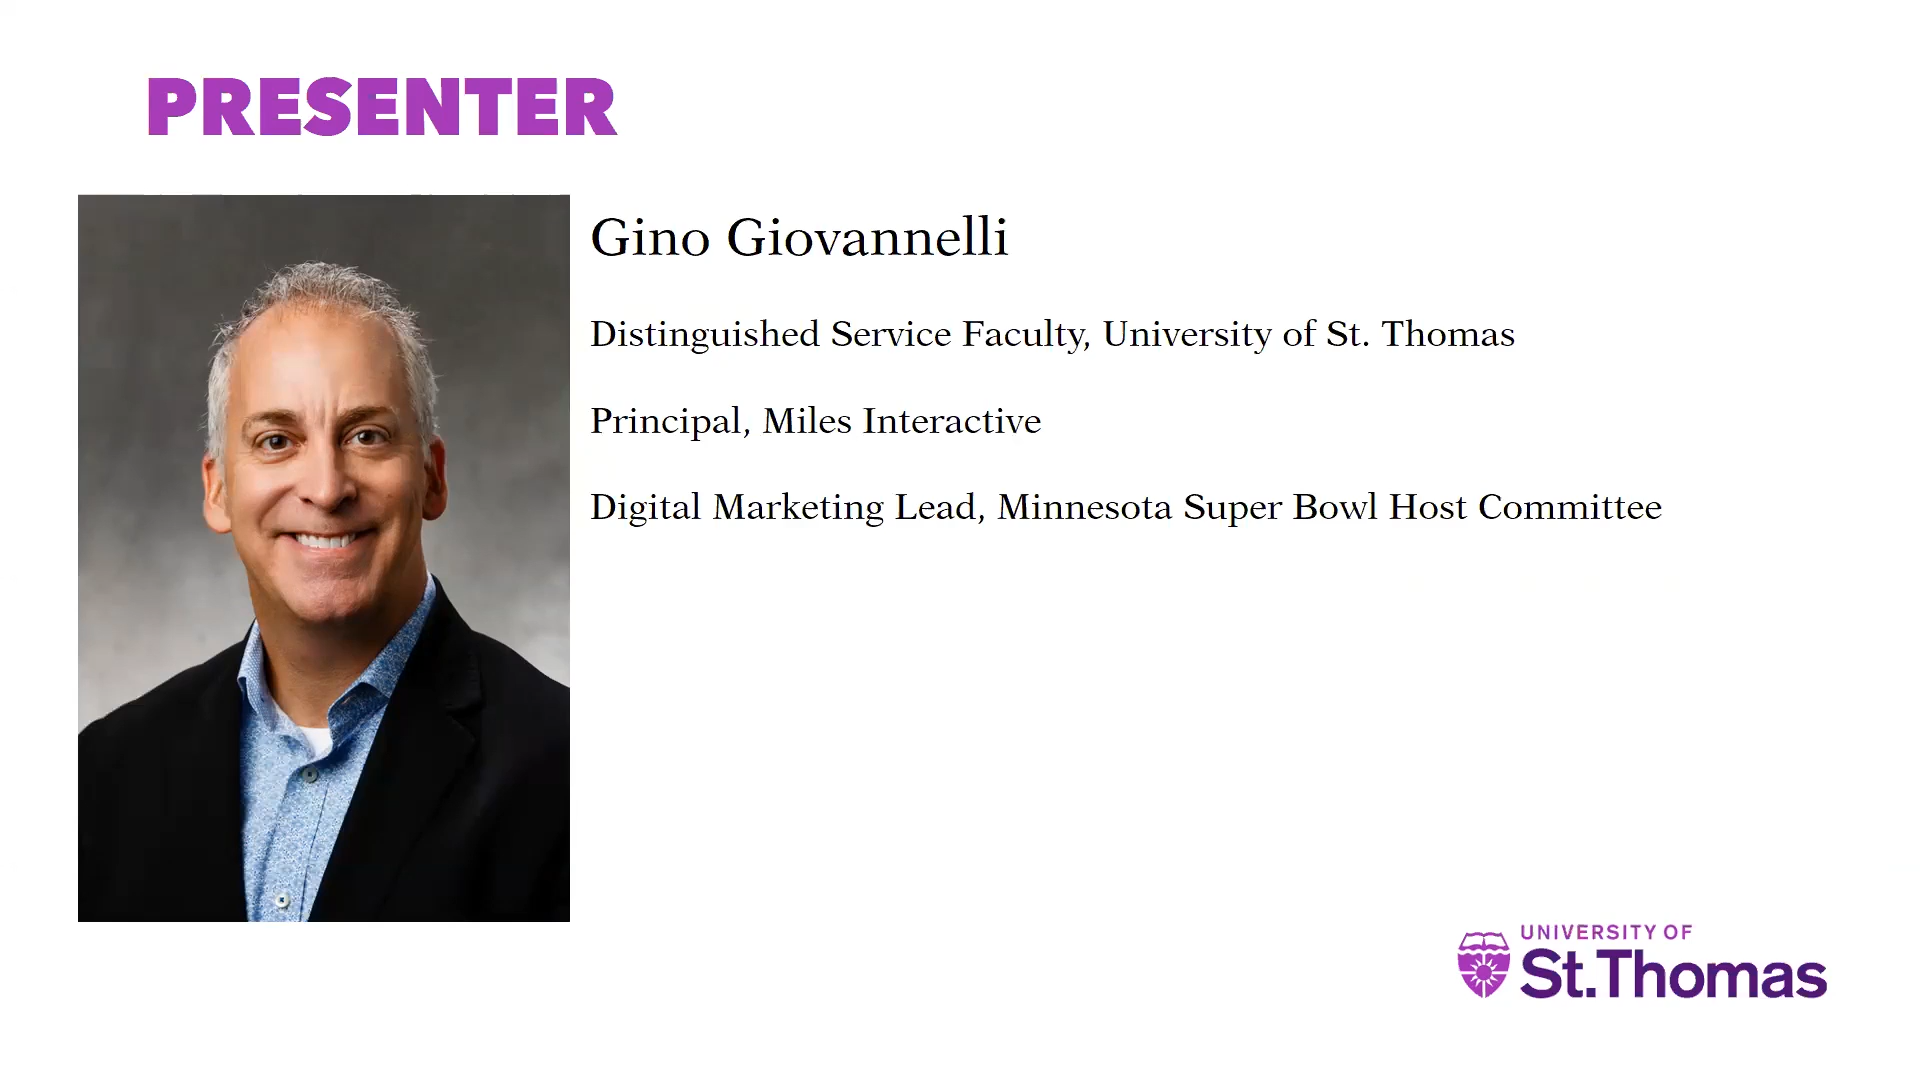 PRESENTER
Gino Giovannelli
Distinguished Service Faculty, University of St. Thomas
Principal, Miles Interactive
Digital Marketing Lead, Minnesota Super Bowl Host Committee
UNIVERSITY OF
St.Thomas